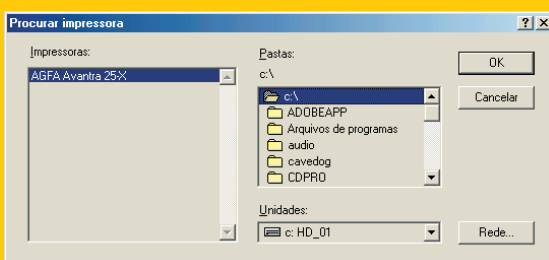 Procurar impressora
Impressoras:
AGFA Avantra 25-X
Pastas:
c:\
c:\
ADOBEAPP
Arquivos de programas
audio
cavedog
CDPRO
Unidades:
c: HD_01
OK
Cancelar
Rede...